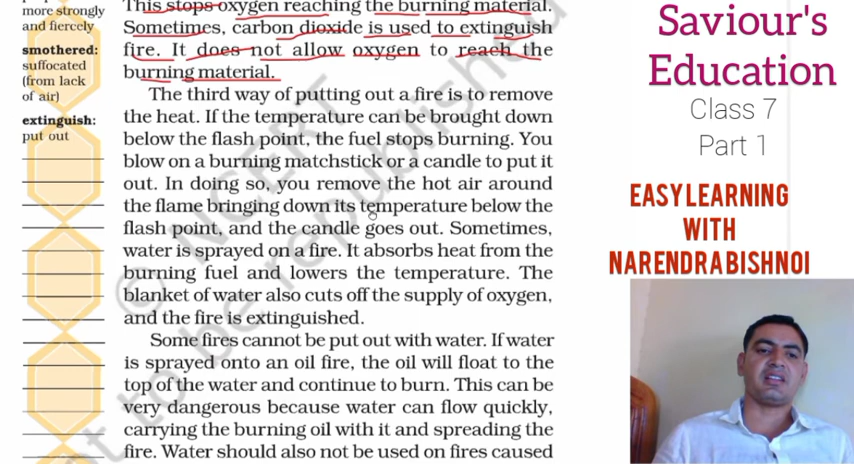 more strongly
and fiercely
smothered:
suffocated
(from lack
of air)
extinguish:
put out
This stops oxygen reaching the burning material.
Sometimes, carbon dioxide is used to extinguish
fire. It does not allow oxygen to reach the
burning material.
The third way of putting out a fire is to remove
the heat. If the temperature can be brought down
below the flash point, the fuel stops burning. You
blow on a burning matchstick or a candle to put it
out. In doing so, you remove the hot air around
the flame bringing down its temperature below the
flash point, and the candle goes out. Sometimes,
water is sprayed on a fire. It absorbs heat from the
burning fuel and lowers the temperature. The
blanket of water also cuts off the supply of oxygen,
and the fire is extinguished.
Some fires cannot be put out with water. If water
is sprayed onto an oil fire, the oil will float to the
top of the water and continue to burn. This can be
very dangerous because water can flow quickly,
carrying the burning oil with it and spreading the
fire. Water should also not be used on fires caused
© NCERT
not to be republished
Saviour's
Education
Class 7
Part 1
EASY LEARNING
WITH
NARENDRA BISHNOI